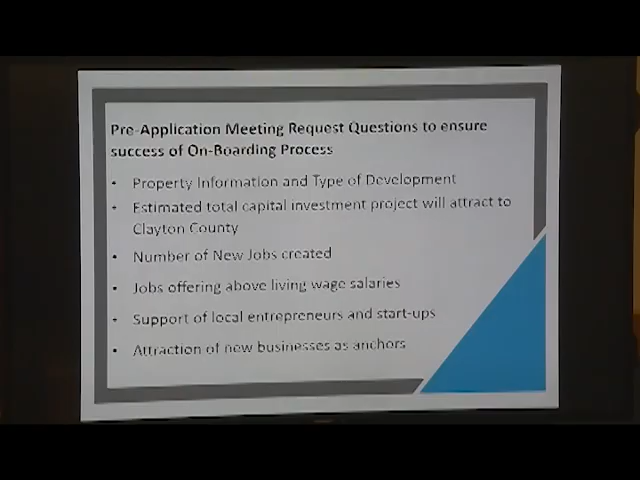 Pre-Application Meeting Request Questions to ensure
success of On-Boarding Process
• Property Information and Type of Development
• Estimated total capital investment project will attract to
Clayton County
• Number of New Jobs created
• Jobs offering above living wage salaries
• Support of local entrepreneurs and start-ups
• Attraction of new businesses as anchors